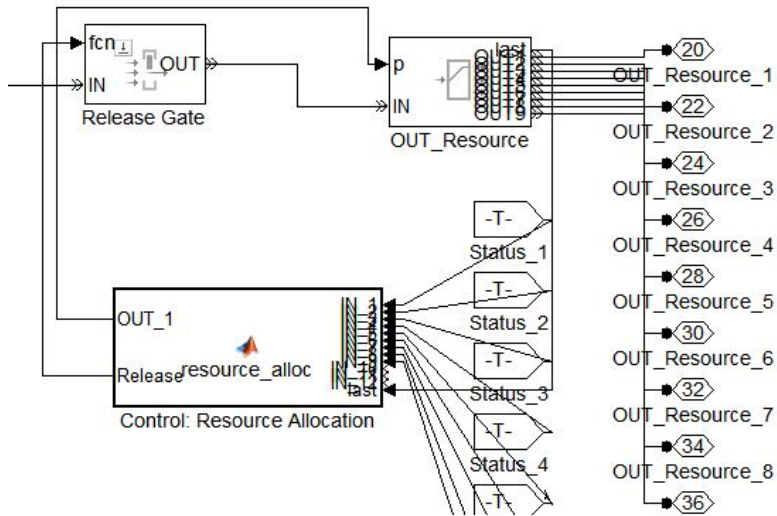 fcn
OUT
IN
Release Gate
p
IN
last
OUT9
OUT_Resource
20
OUT_Resource_1
22
OUT_Resource_2
24
OUT_Resource_3
26
OUT_Resource_4
28
OUT_Resource_5
30
OUT_Resource_6
32
OUT_Resource_7
34
OUT_Resource_8
36
-T-
Status_1
-T-
Status_2
-T-
Status_3
-T-
Status_4
-T-
OUT_1
Release
resource_alloc
last
Control: Resource Allocation